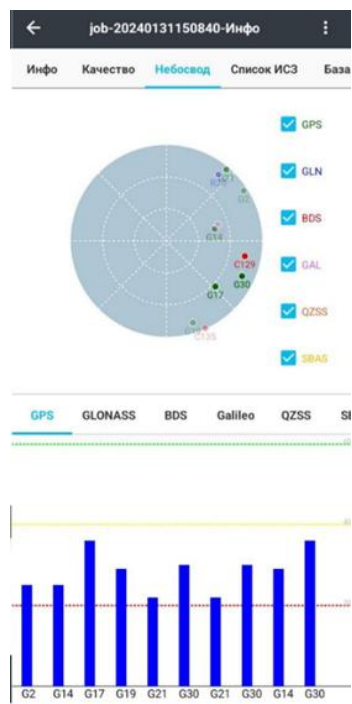 job-20240131150840-Инфо
Инфо Качество Небосвод Список ИСЗ База
GPS
GLN
G2
BDS
G14
C129
GAL
G30
G17
QZSS
SBAS
GPS GLONASS BDS Galileo QZSS
G2 G14 G17 G19 G21 G30 G21 G30 G14 G30